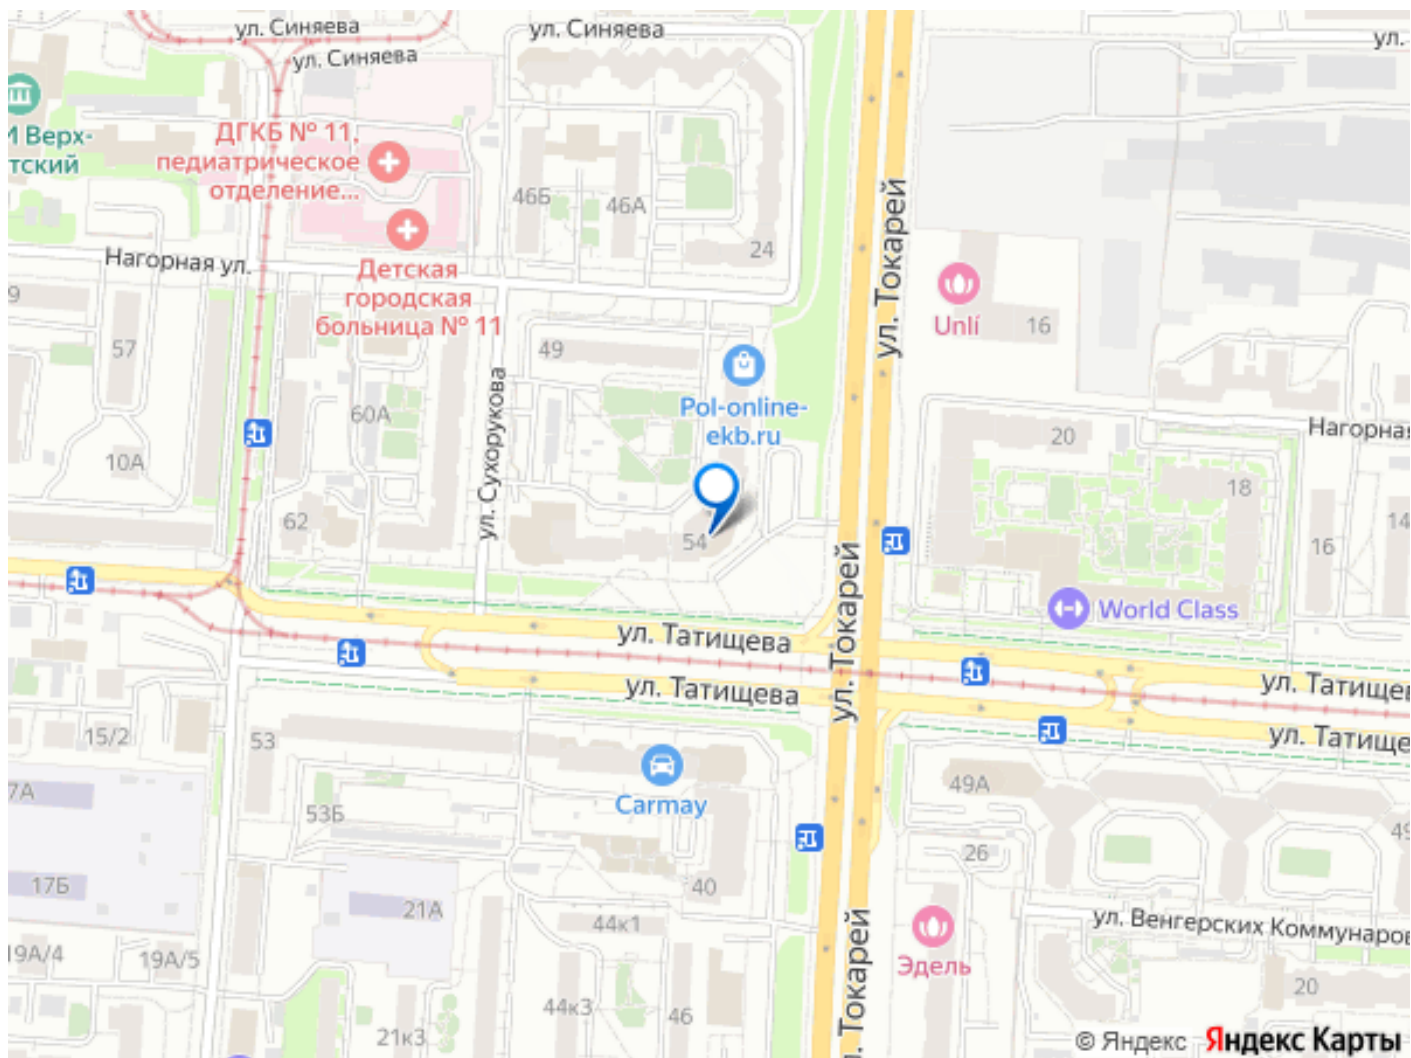 ул. Синяева
ул. Синяева
ул.
ул. Синяева
И Верх-
тский
ДГКБ № 11,
педиатрическое
отделение...
46Б
46А
ул. Токарей
24
Нагорная ул.
Детская
городская
больница № 11
9
Unlí
16
57
49
Pol-online-
ekb.ru
60А
ул. Сухорукова
20
Нагорная
10А
18
62
54
16
14
World Class
ул. Токарей
ул. Татищева
ул. Татищева
ул. Татищев
ул. Татище
15/2
53
Carmay
49А
7А
53Б
49
26
17Б
40
21А
44к1
ул. Венгерских Коммунаров
19А/4
19А/5
Эдель
ул. Токарей
20
44к3
46
21к3
© Яндекс Яндекс Карты